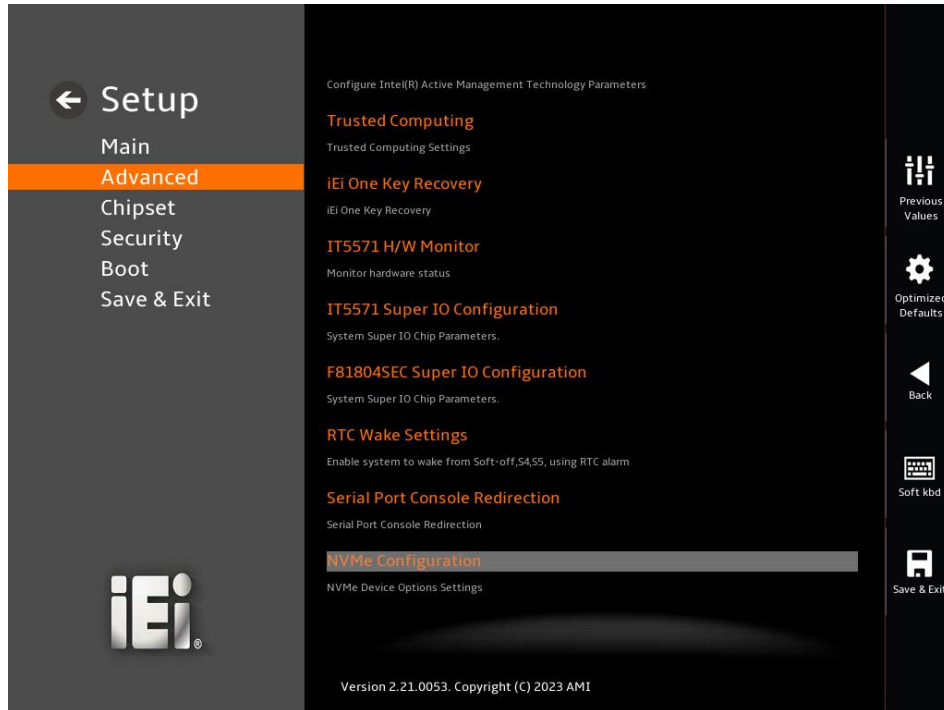 Setup
Main
Advanced
Chipset
Security
Boot
Save & Exit
iEi®
Configure Intel(R) Active Management Technology Parameters
Trusted Computing
Trusted Computing Settings
iEi One Key Recovery
iEi One Key Recovery
IT5571 H/W Monitor
Monitor hardware status
IT5571 Super IO Configuration
System Super IO Chip Parameters.
F81804SEC Super IO Configuration
System Super IO Chip Parameters.
RTC Wake Settings
Enable system to wake from Soft-off,S4,S5, using RTC alarm
Serial Port Console Redirection
Serial Port Console Redirection
NVMe Configuration
NVMe Device Options Settings
Version 2.21.0053. Copyright (C) 2023 AMI
Previous
Values
Optimized
Defaults
Back
Soft kbd
Save & Exit